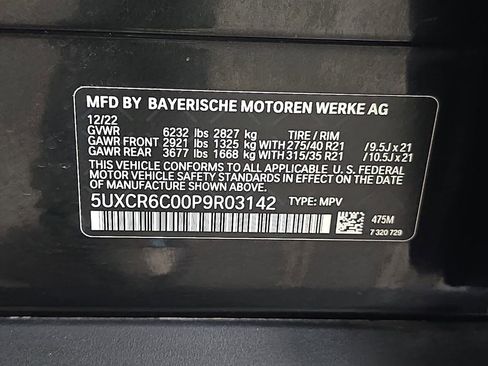 MFD BY BAYERISCHE MOTOREN WERKE AG
12/22
GVWR 6232 lbs 2827 kg TIRE / RIM
GAWR FRONT 2921 lbs 1325 kg WITH 275/40 R21 / 9.5J x 21
GAWR REAR 3677 lbs 1668 kg WITH 315/35 R21 / 10.5J x 21
THIS VEHICLE CONFORMS TO ALL APPLICABLE U. S. FEDERAL
MOTOR VEHICLE SAFETY STANDARDS IN EFFECT ON THE
DATE OF MANUFACTURE SHOWN ABOVE.
5UXCR6C00P9R03142 TYPE: MPV
475M
7 320 729